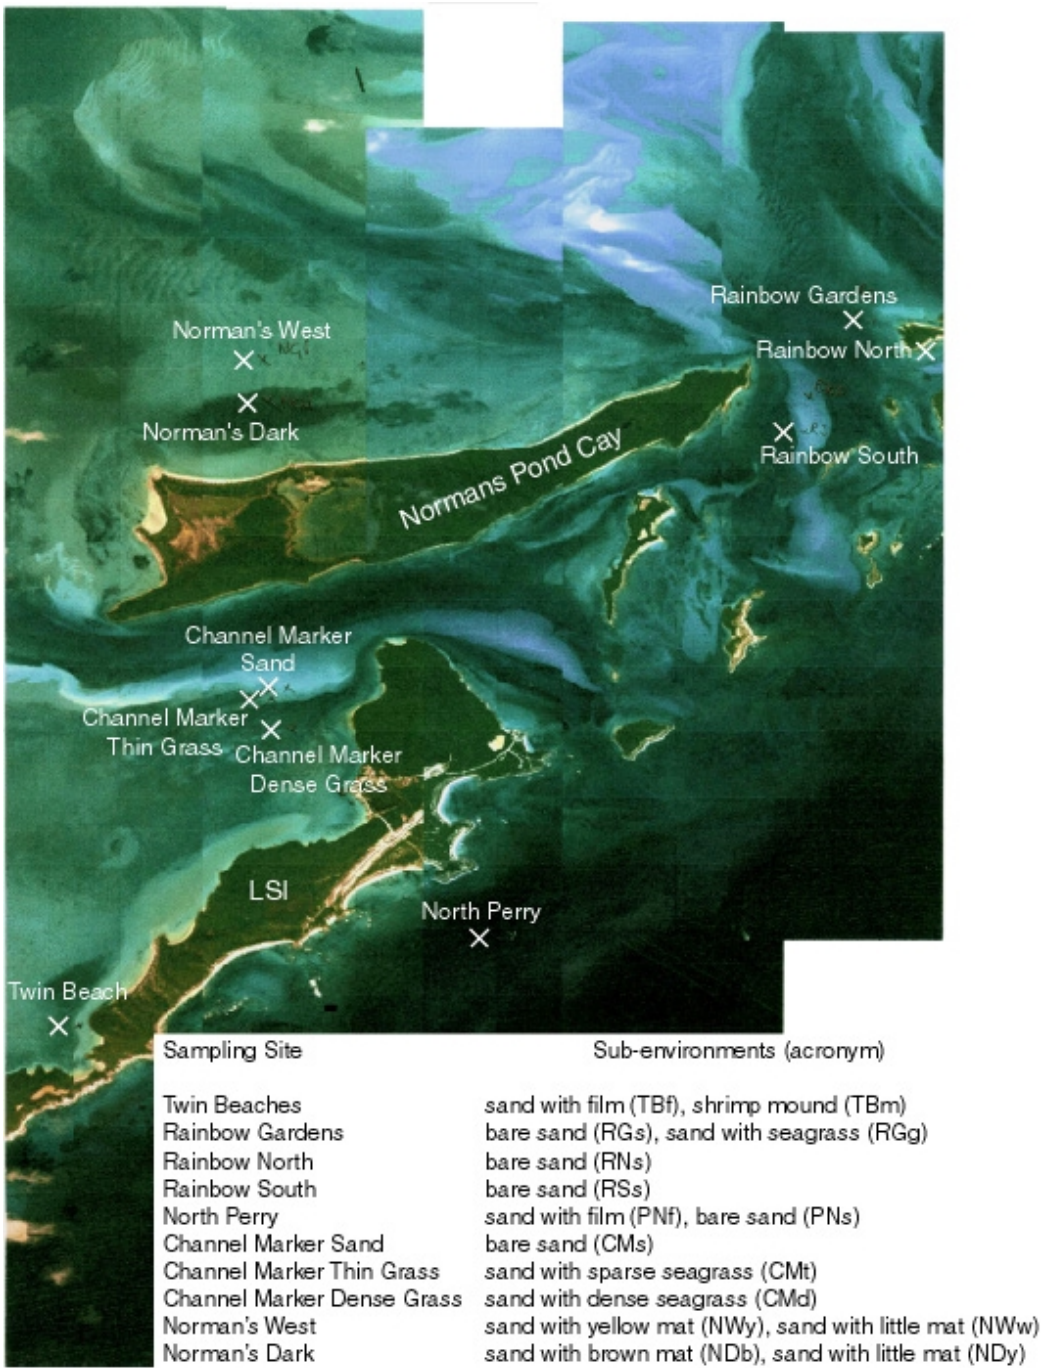 Rainbow Gardens
Norman's West
Rainbow North
Norman's Dark
Rainbow South
Normans Pond Cay
Channel Marker
Sand
Channel Marker
Thin Grass
Channel Marker
Dense Grass
LSI
North Perry
Twin Beach
Sampling Site Sub-environments (acronym)
Twin Beaches sand with film (TBf), shrimp mound (TBm)
Rainbow Gardens bare sand (RGs), sand with seagrass (RGg)
Rainbow North bare sand (RNs)
Rainbow South bare sand (RSs)
North Perry sand with film (PNf), bare sand (PNs)
Channel Marker Sand bare sand (CMs)
Channel Marker Thin Grass sand with sparse seagrass (CMt)
Channel Marker Dense Grass sand with dense seagrass (CMd)
Norman's West sand with yellow mat (NWy), sand with little mat (NWw)
Norman's Dark sand with brown mat (NDb), sand with little mat (NDy)